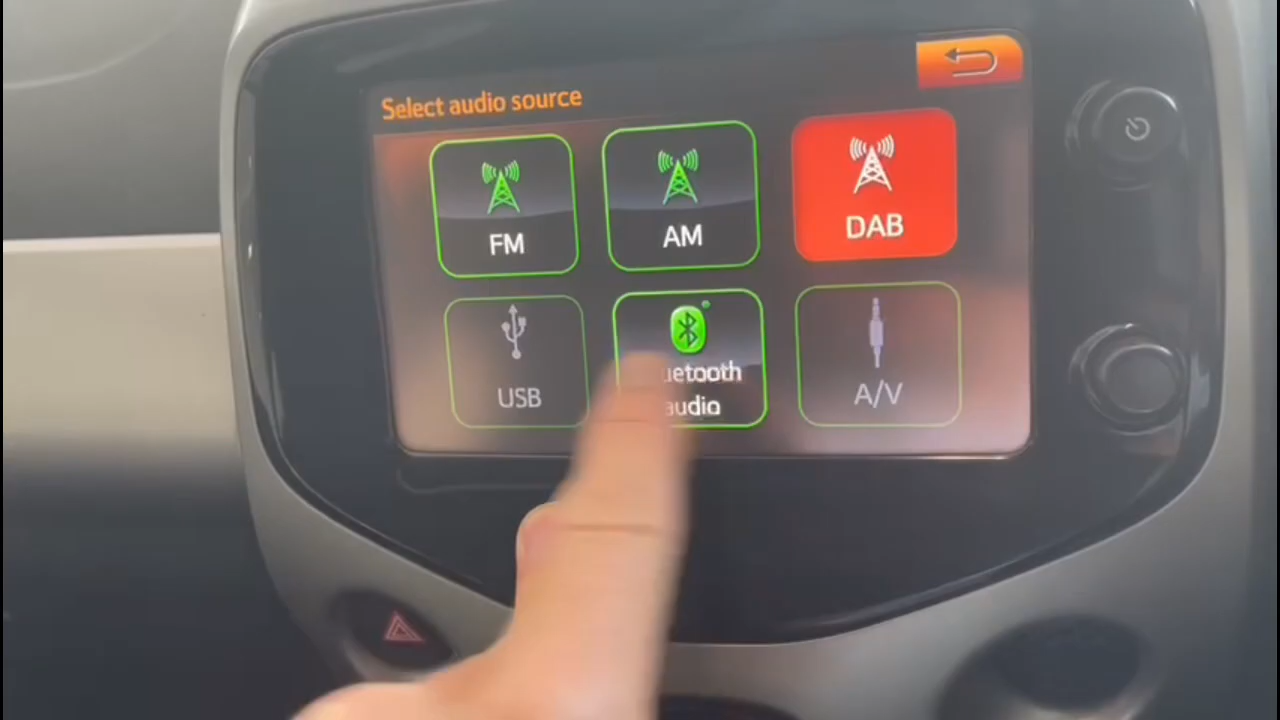 Select audio source
FM
AM
DAB
USB
uetooth
audio
A/V